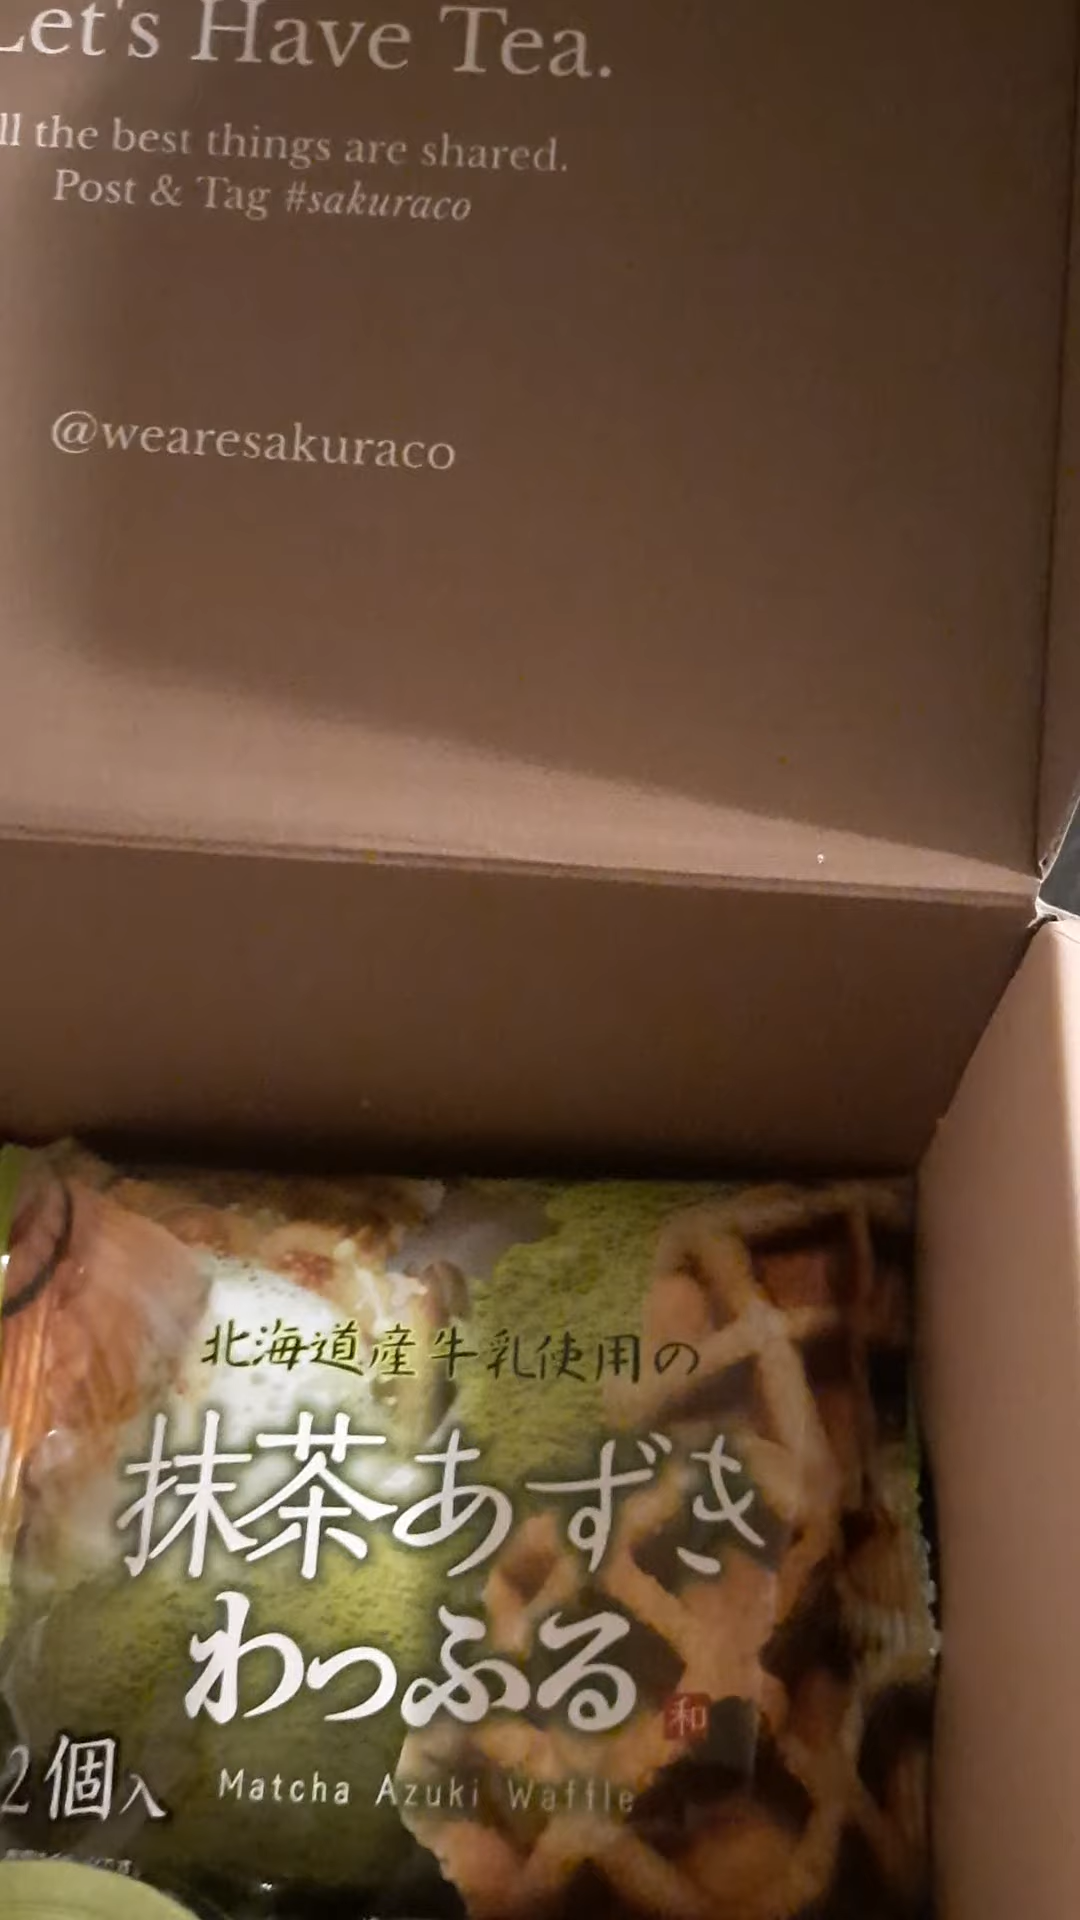 Let's Have Tea.
ll the best things are shared.
Post & Tag #sakuraco
@wearesakuraco
北海道産牛乳使用の
抹茶あずき
わっふる
和
2個入
Matcha Azuki Waffle